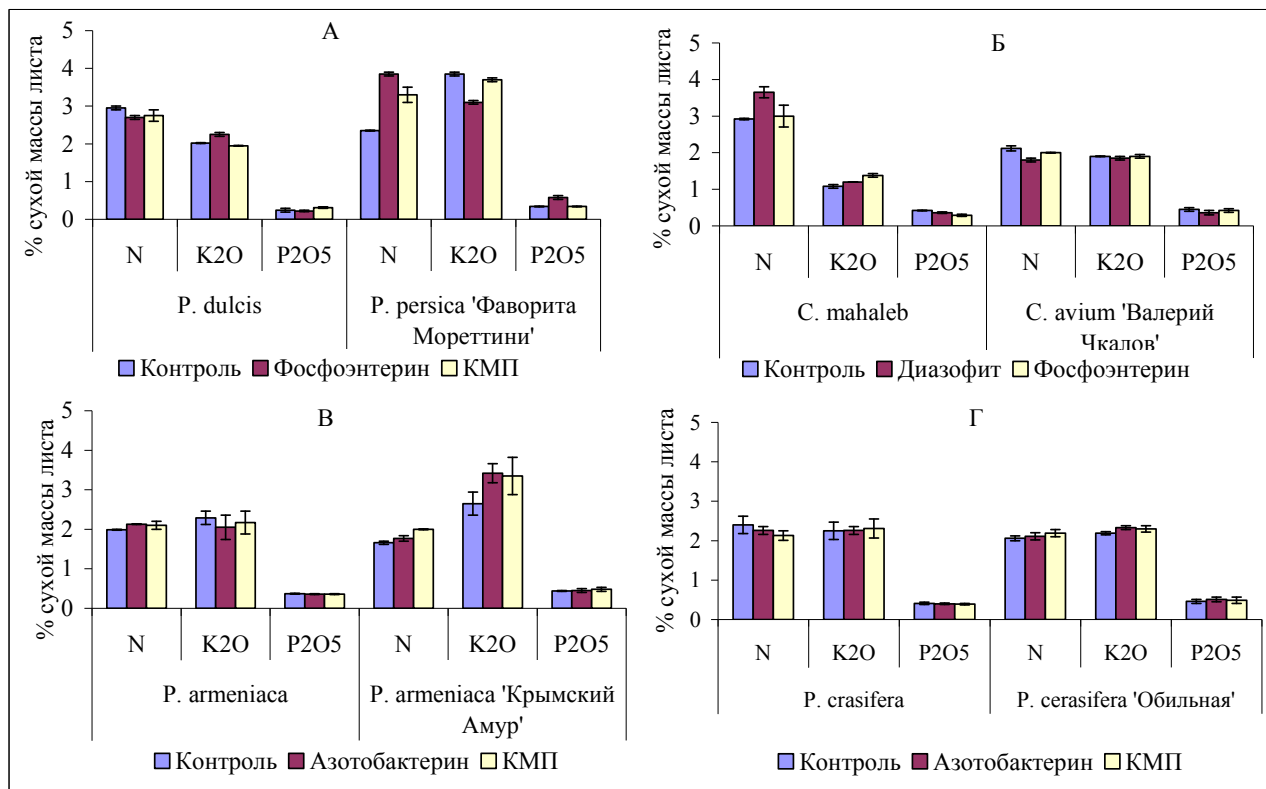 А
% сухой массы листа
5
4
3
2
1
0
N K2O P2O5 N K2O P2O5
P. dulcis P. persica 'Фаворита
Мореттини'
Контроль Фосфоэнтерин КМП
Б
% сухой массы листа
5
4
3
2
1
0
N K2O P2O5 N K2O P2O5
C. mahaleb C. avium 'Валерий
Чкалов'
Контроль Диазофит Фосфоэнтерин
В
% сухой массы листа
5
4
3
2
1
0
N K2O P2O5 N K2O P2O5
P. armeniaca P. armeniaca 'Крымский
Амур'
Контроль Азотобактерин КМП
Г
% сухой массы листа
5
4
3
2
1
0
N K2O P2O5 N K2O P2O5
P. crasifera P. cerasifera 'Обильная'
Контроль Азотобактерин КМП